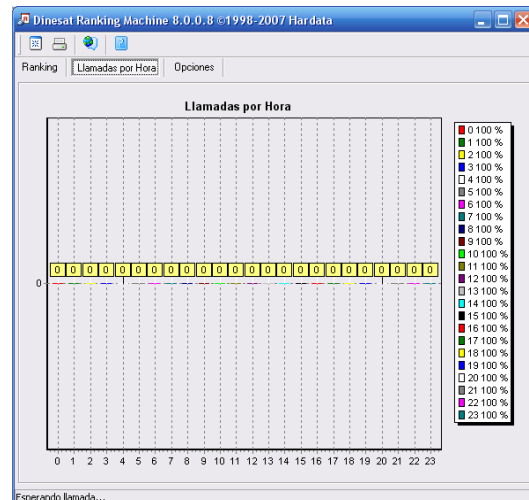 Dinesat Ranking Machine 8.0.0.8 ©1998-2007 Hardata
Ranking Llamadas por Hora Opciones
Llamadas por Hora
0 100 %
1 100 %
2 100 %
3 100 %
4 100 %
5 100 %
6 100 %
7 100 %
8 100 %
9 100 %
10 100 %
11 100 %
12 100 %
13 100 %
14 100 %
15 100 %
16 100 %
17 100 %
18 100 %
19 100 %
20 100 %
21 100 %
22 100 %
23 100 %
0 0 0 0 0 0 0 0 0 0 0 0 0 0 0 0 0 0 0 0 0 0 0 0
0
0 1 2 3 4 5 6 7 8 9 10 11 12 13 14 15 16 17 18 19 20 21 22 23
Esperando llamada...